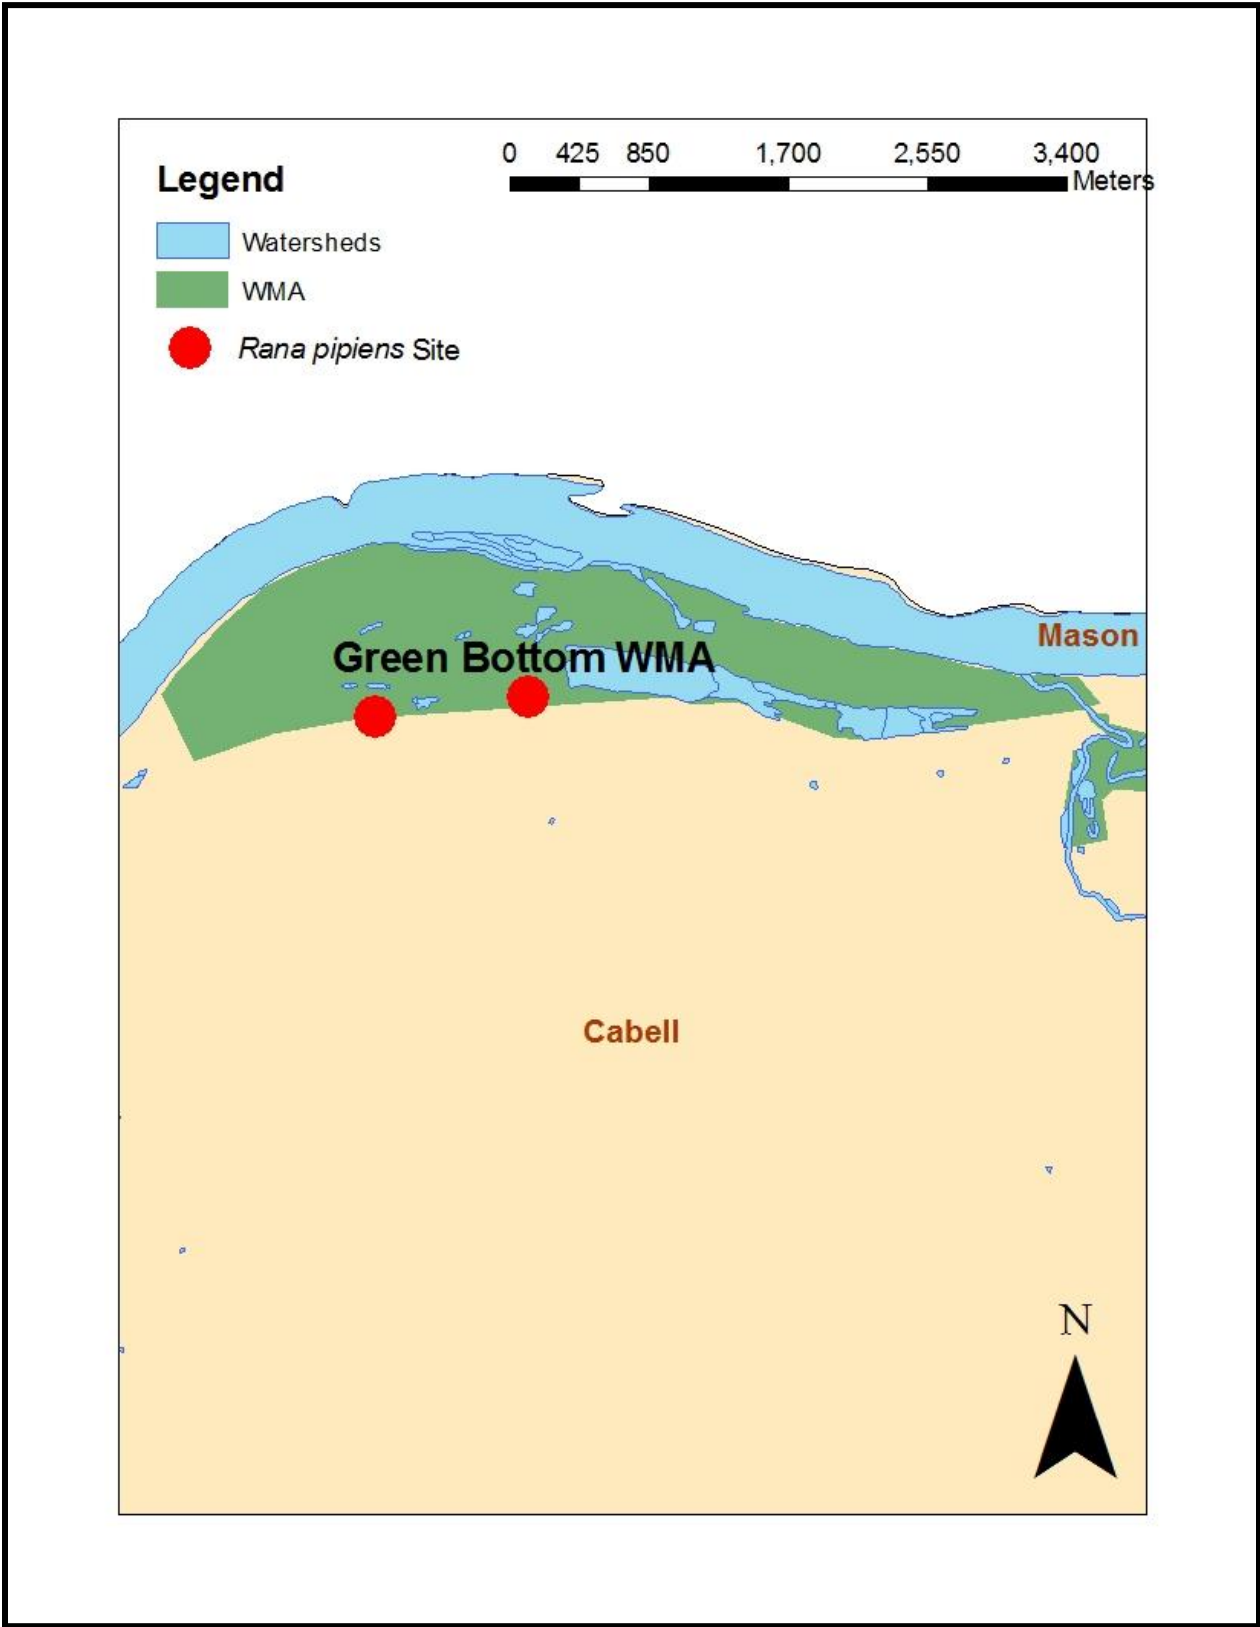 0 425 850 1,700 2,550 3,400
Meters
Legend
Watersheds
WMA
Rana pipiens Site
Mason
Green Bottom WMA
Cabell
N